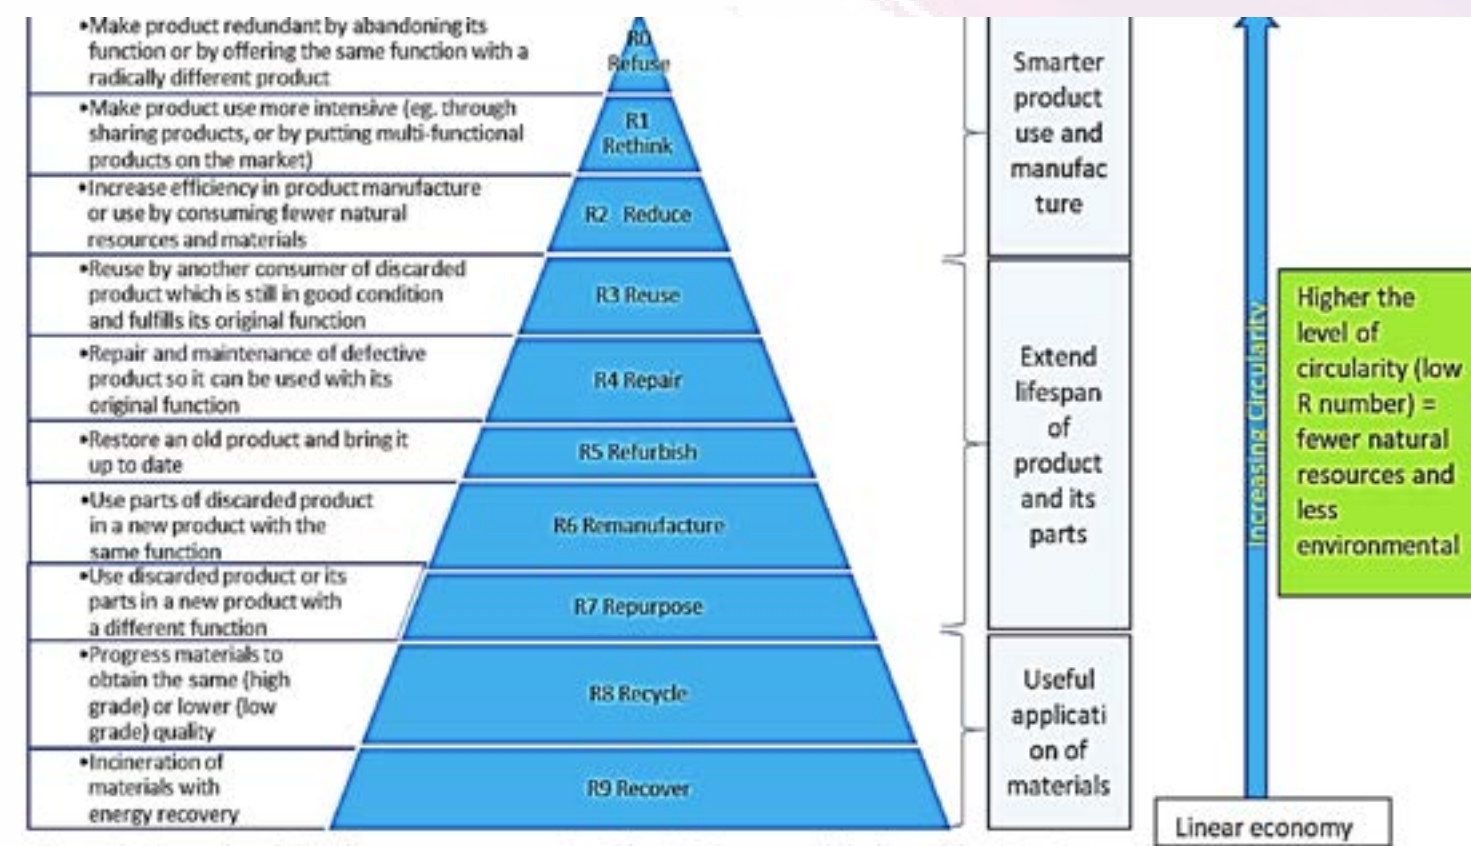 •Make product redundant by abandoning its
function or by offering the same function with a
radically different product
•Make product use more intensive (eg. through
sharing products, or by putting multi-functional
products on the market)
•Increase efficiency in product manufacture
or use by consuming fewer natural
resources and materials
•Reuse by another consumer of discarded
product which is still in good condition
and fulfills its original function
•Repair and maintenance of defective
product so it can be used with its
original function
•Restore an old product and bring it
up to date
•Use parts of discarded product
in a new product with the
same function
•Use discarded product or its
parts in a new product with
a different function
•Progress materials to
obtain the same (high
grade) or lower (low
grade) quality
•Incineration of
materials with
energy recovery
R0
Refuse
R1
Rethink
R2 Reduce
R3 Reuse
R4 Repair
R5 Refurbish
R6 Remanufacture
R7 Repurpose
R8 Recycle
R9 Recover
Smarter
product
use and
manufac
ture
Extend
lifespan
of
product
and its
parts
Useful
applicati
on of
materials
Increasing Circularity
Higher the
level of
circularity (low
R number) =
fewer natural
resources and
less
environmental
Linear economy